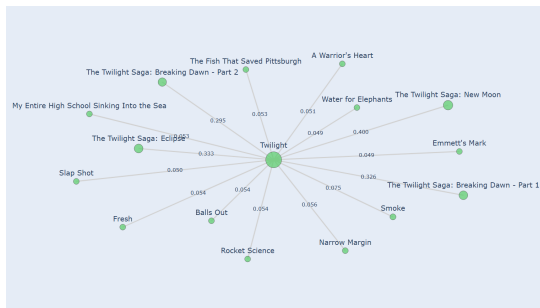 A Warrior's Heart
The Fish That Saved Pittsburgh
The Twilight Saga: Breaking Dawn - Part 2
The Twilight Saga: New Moon
Water for Elephants
My Entire High School Sinking Into the Sea
0.295
0.053
0.051
0.049
0.400
0.053
The Twilight Saga: Eclipse
Twilight
Emmett's Mark
0.333
0.049
Slap Shot
0.050
0.326
The Twilight Saga: Breaking Dawn - Part 1
0.054
0.054
0.075
Smoke
Fresh
Balls Out
0.054
0.056
Rocket Science
Narrow Margin